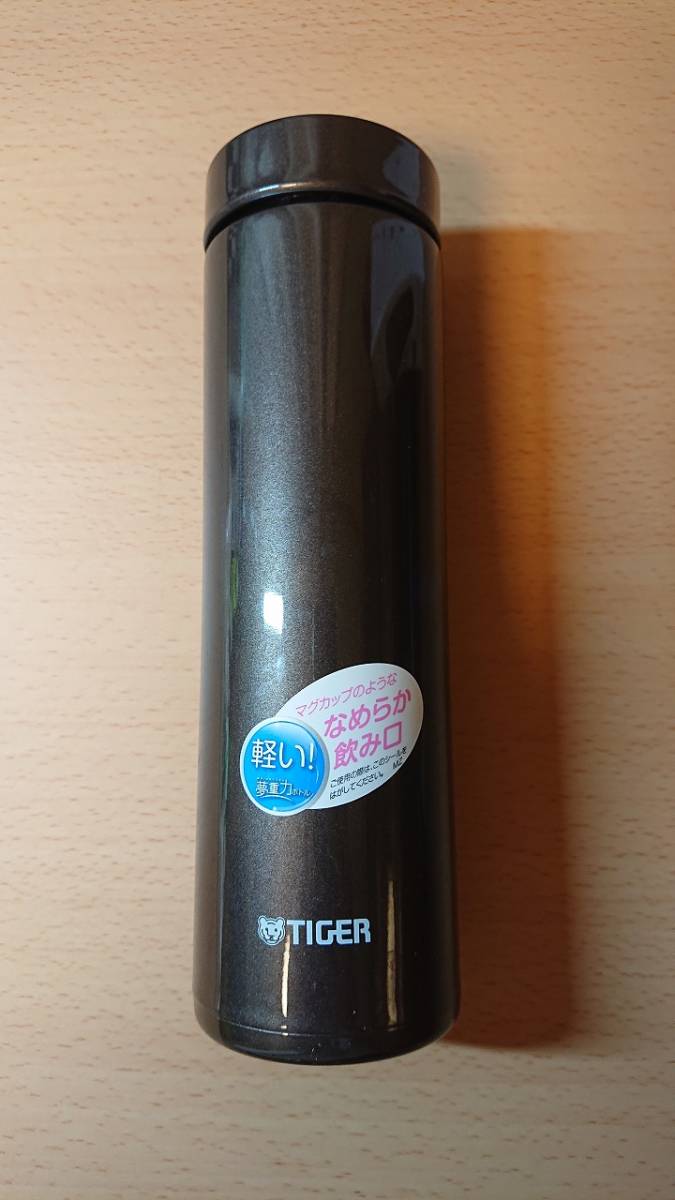 マグカップのような
なめらか
飲み口
軽い!
夢重力ボトル
ご使用の際は、このシールを
はがしてください。 MZ
TIGER